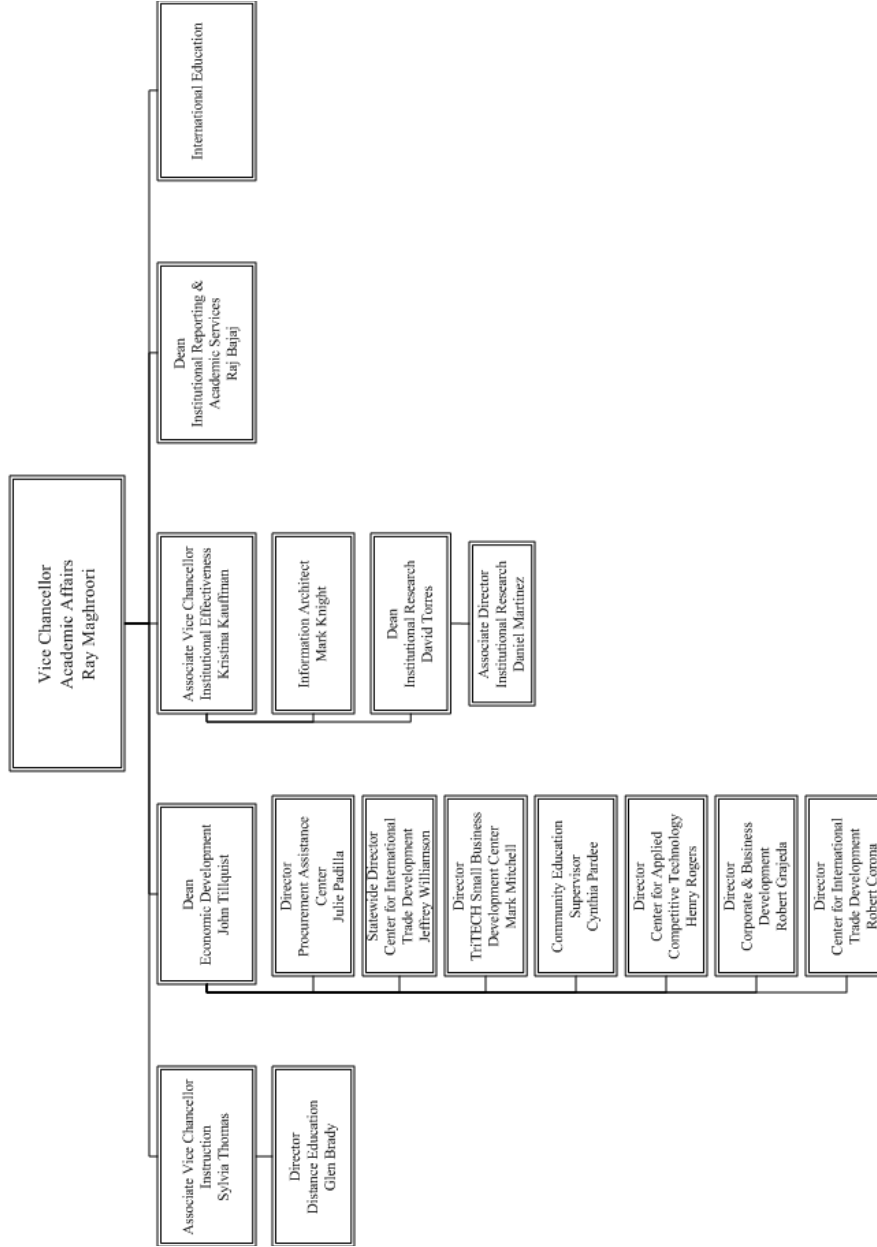 Vice Chancellor
Academic Affairs
Ray Maghroori
Associate Vice Chancellor
Instruction
Sylvia Thomas
Director
Distance Education
Glen Brady
Dean
Economic Development
John Tillquist
Director
Procurement Assistance
Center
Julie Padilla
Statewide Director
Center for International
Trade Development
Jeffrey Williamson
Director
TriTECH Small Business
Development Center
Mark Mitchell
Community Education
Supervisor
Cynthia Pardee
Director
Center for Applied
Competitive Technology
Henry Rogers
Director
Corporate & Business
Development
Robert Grajeda
Director
Center for International
Trade Development
Robert Corona
Associate Vice Chancellor
Institutional Effectiveness
Kristina Kauffman
Information Architect
Mark Knight
Dean
Institutional Research
David Torres
Associate Director
Institutional Research
Daniel Martinez
Dean
Institutional Reporting &
Academic Services
Raj Bajaj
International Education